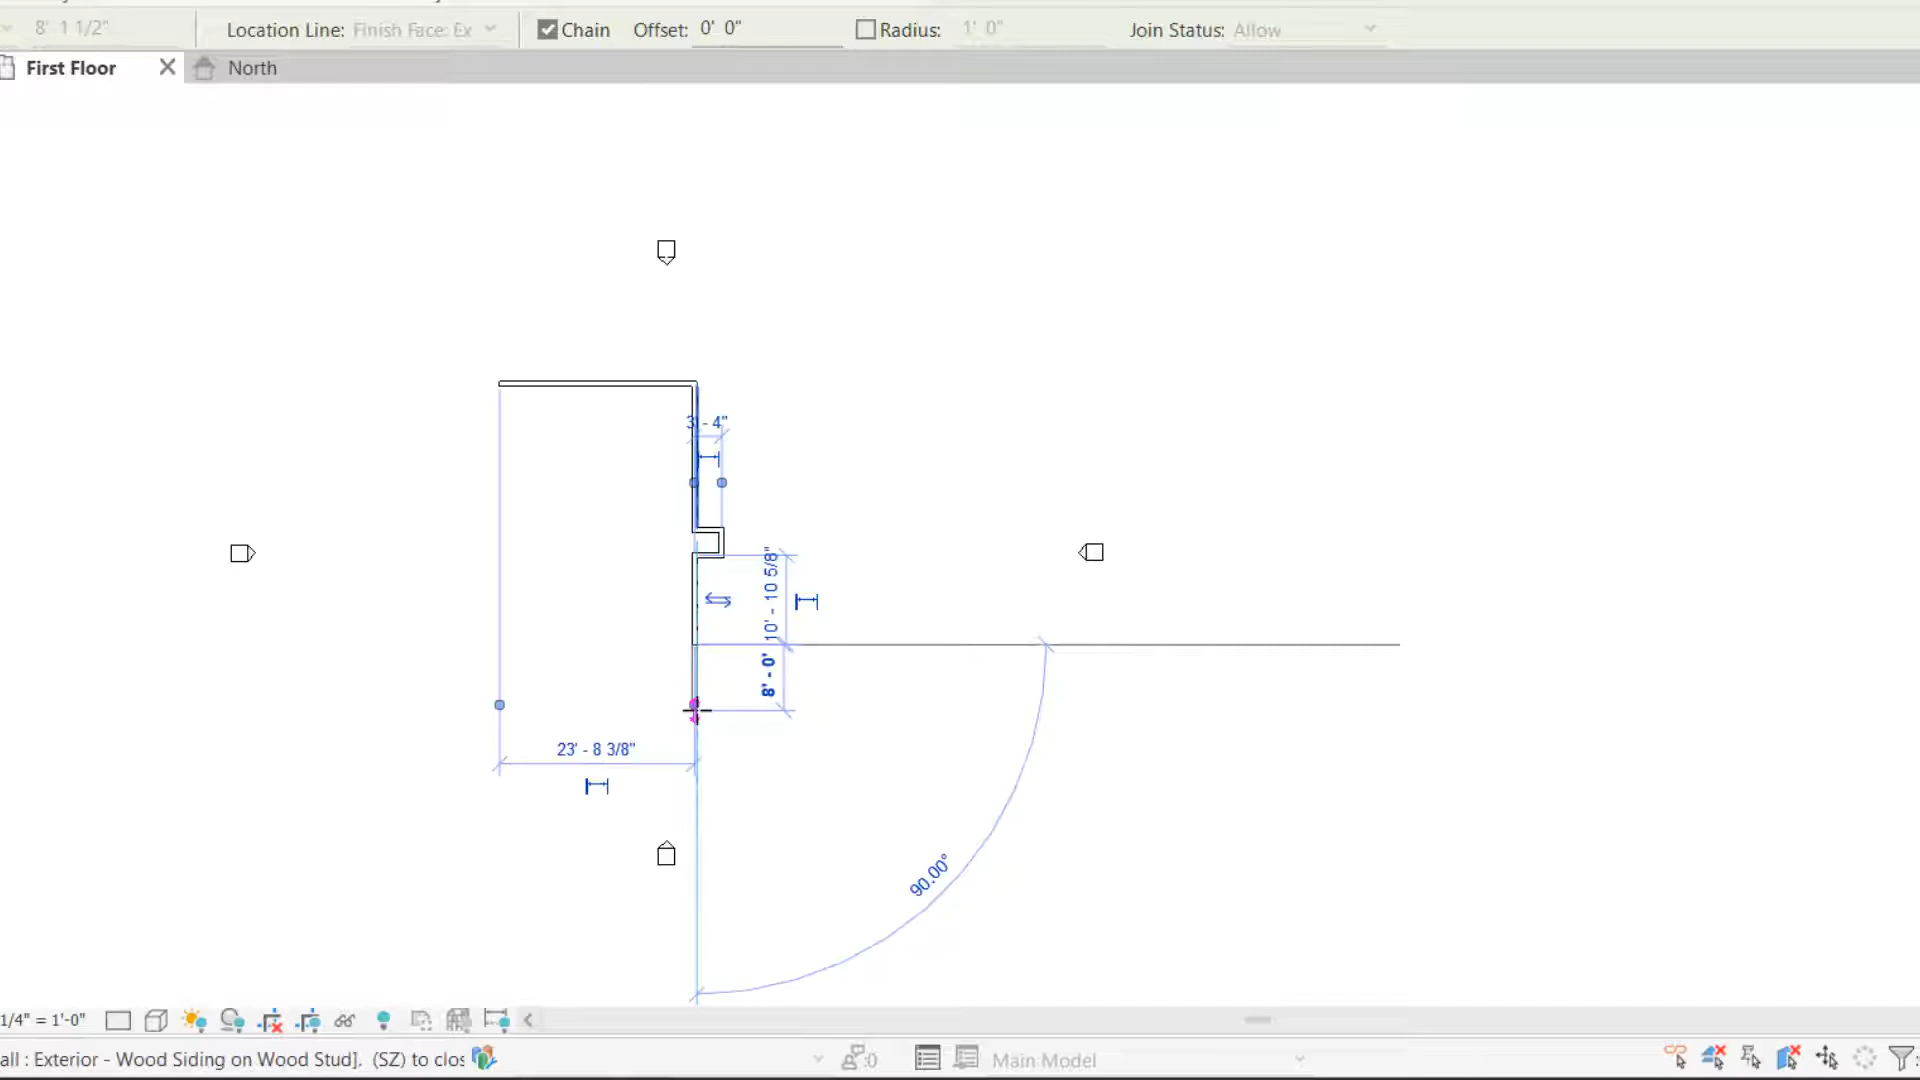 8' 1 1/2" Location Line: Finish Face: Ex Chain Offset: 0' 0" Radius: 1' 0" Join Status: Allow
First Floor North
3' - 4"
10' - 10 5/8"
8' - 0"
23' - 8 3/8"
90.00°
1/4" = 1'-0"
all : Exterior - Wood Siding on Wood Stud], (SZ) to clos :0 Main Model